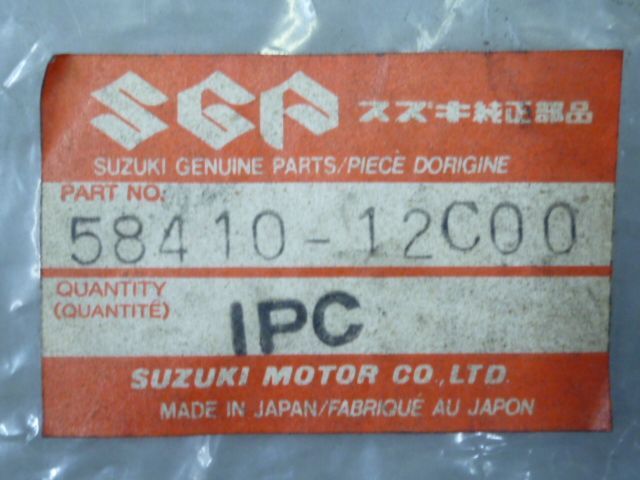 SGP スズキ純正部品
SUZUKI GENUINE PARTS/PIECE DORIGINE
PART NO.
58410-12C00
QUANTITY
(QUANTITÉ)
1PC
SUZUKI MOTOR CO.,LTD.
MADE IN JAPAN/FABRIQUÉ AU JAPON